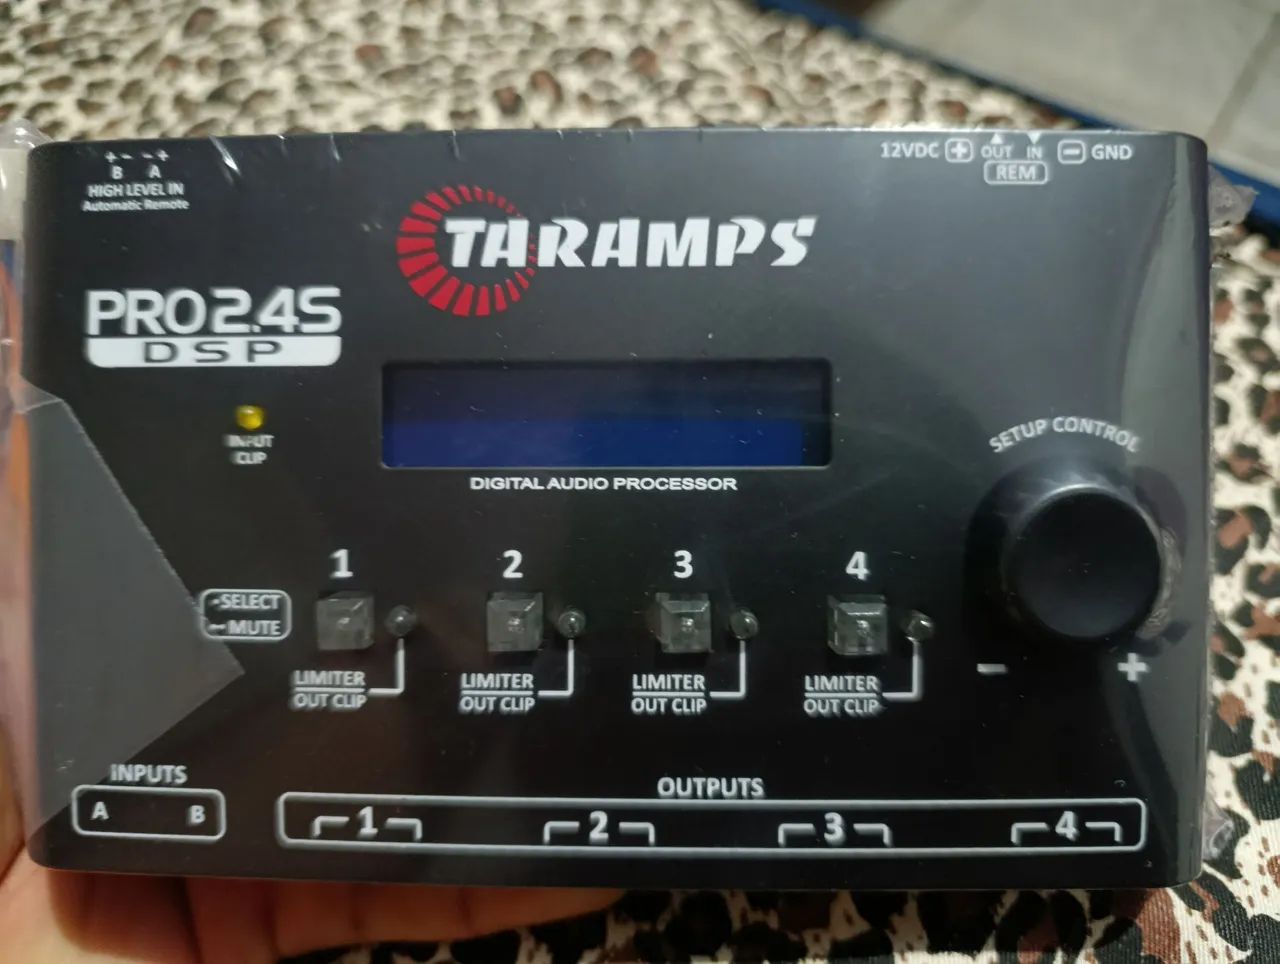 + - - +
B A
HIGH LEVEL IN
Automatic Remote
12VDC + OUT IN - GND
REM
TARAMPS
PRO 2.4S
DSP
INPUT
CLIP
DIGITAL AUDIO PROCESSOR
SETUP CONTROL
1 2 3 4
SELECT
MUTE
LIMITER LIMITER LIMITER LIMITER
OUT CLIP OUT CLIP OUT CLIP OUT CLIP
- +
INPUTS
A B
OUTPUTS
1 2 3 4